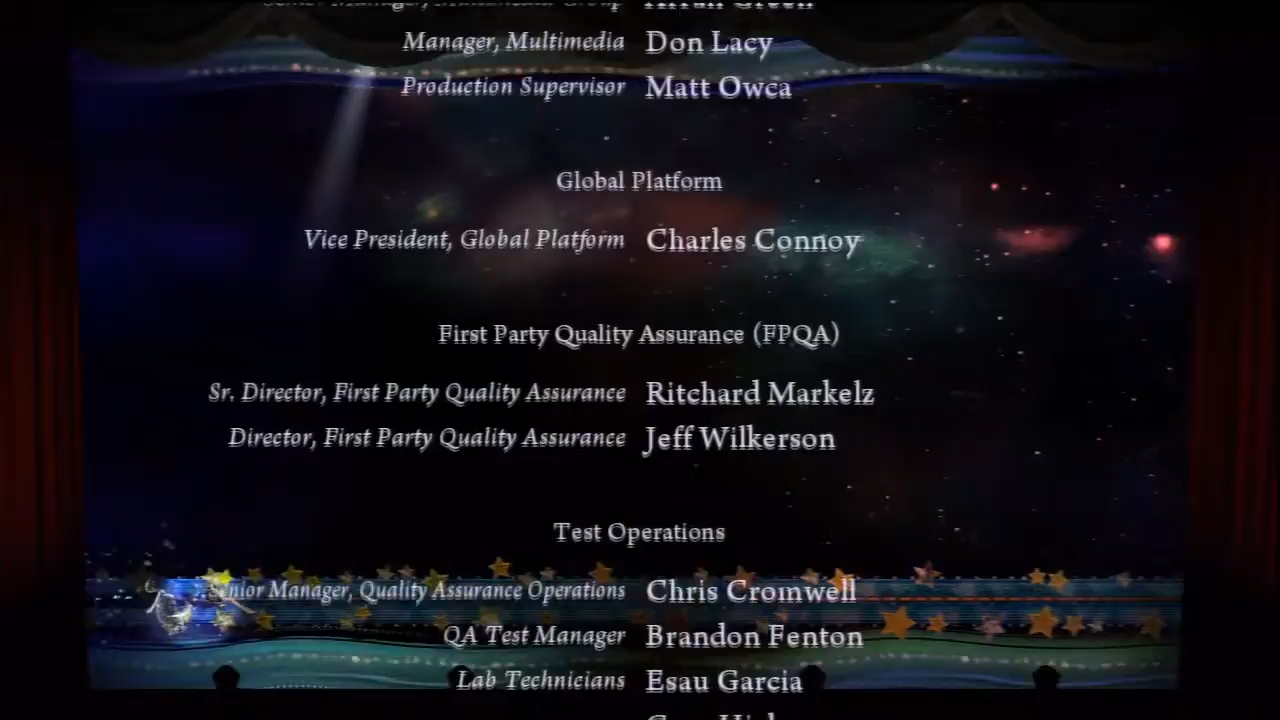 Manager, Multimedia Don Lacy
Production Supervisor Matt Owca
Global Platform
Vice President, Global Platform Charles Connoy
First Party Quality Assurance (FPQA)
Sr. Director, First Party Quality Assurance Ritchard Markelz
Director, First Party Quality Assurance Jeff Wilkerson
Test Operations
Senior Manager, Quality Assurance Operations Chris Cromwell
QA Test Manager Brandon Fenton
Lab Technicians Esau Garcia